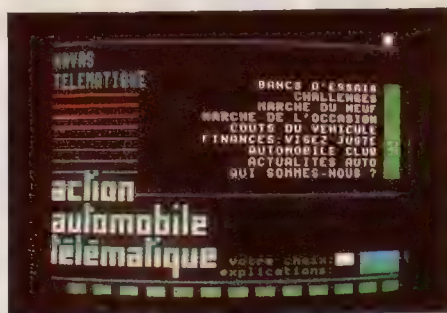 HAVAS
TELEMATIQUE
BANCS D'ESSAIS
CHALLENGES
MARCHE DU NEUF
MARCHE DE L'OCCASION
COUTS DU VEHICULE
FINANCES:VISEZ JUSTE
AUTOMOBILE CLUB
ACTUALITES AUTO
QUI SOMMES-NOUS ?
action
automobile
télématique
votre choix:
explications: